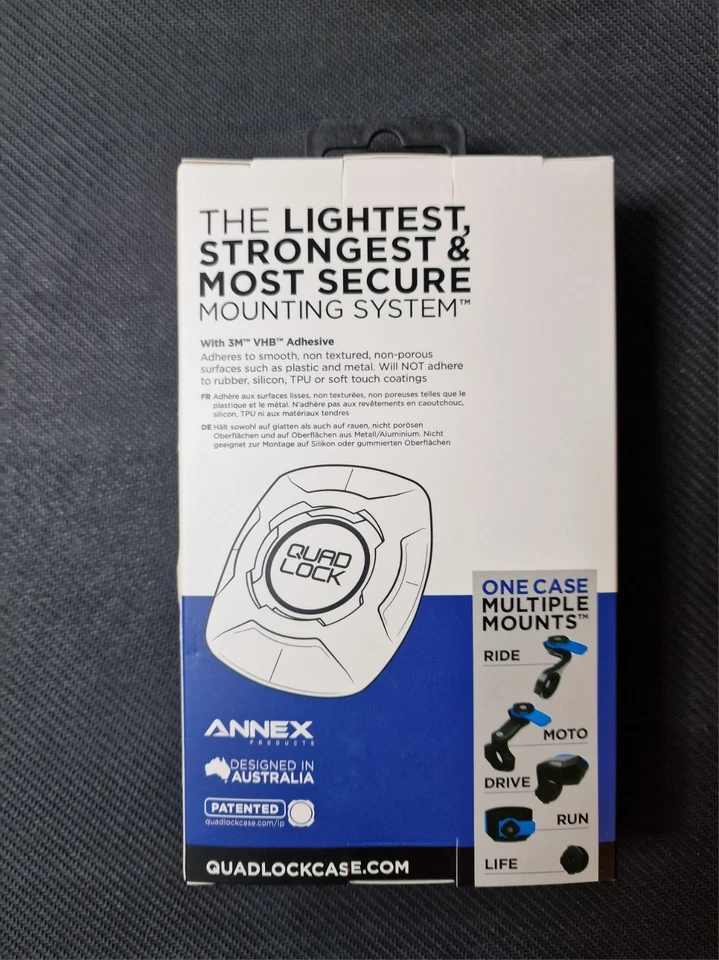 THE LIGHTEST,
STRONGEST &
MOST SECURE
MOUNTING SYSTEM™
With 3M™ VHB™ Adhesive
Adheres to smooth, non textured, non-porous
surfaces such as plastic and metal. Will NOT adhere
to rubber, silicon, TPU or soft touch coatings
FR Adhère aux surfaces lisses, non texturées, non poreuses telles que le
plastique et le métal. N'adhère pas aux revêtements en caoutchouc,
silicon, TPU ni aux matériaux tendres
DE Hält sowohl auf glatten als auch auf rauen, nicht porösen
Oberflächen und auf Oberflächen aus Metall/Aluminium. Nicht
geeignet zur Montage auf Silikon oder gummierten Oberflächen
QUAD
LOCK
ANNEX
PRODUCTS
DESIGNED IN
AUSTRALIA
PATENTED
quadlockcase.com/ip
QUADLOCKCASE.COM
ONE CASE
MULTIPLE
MOUNTS™
RIDE
MOTO
DRIVE
RUN
LIFE